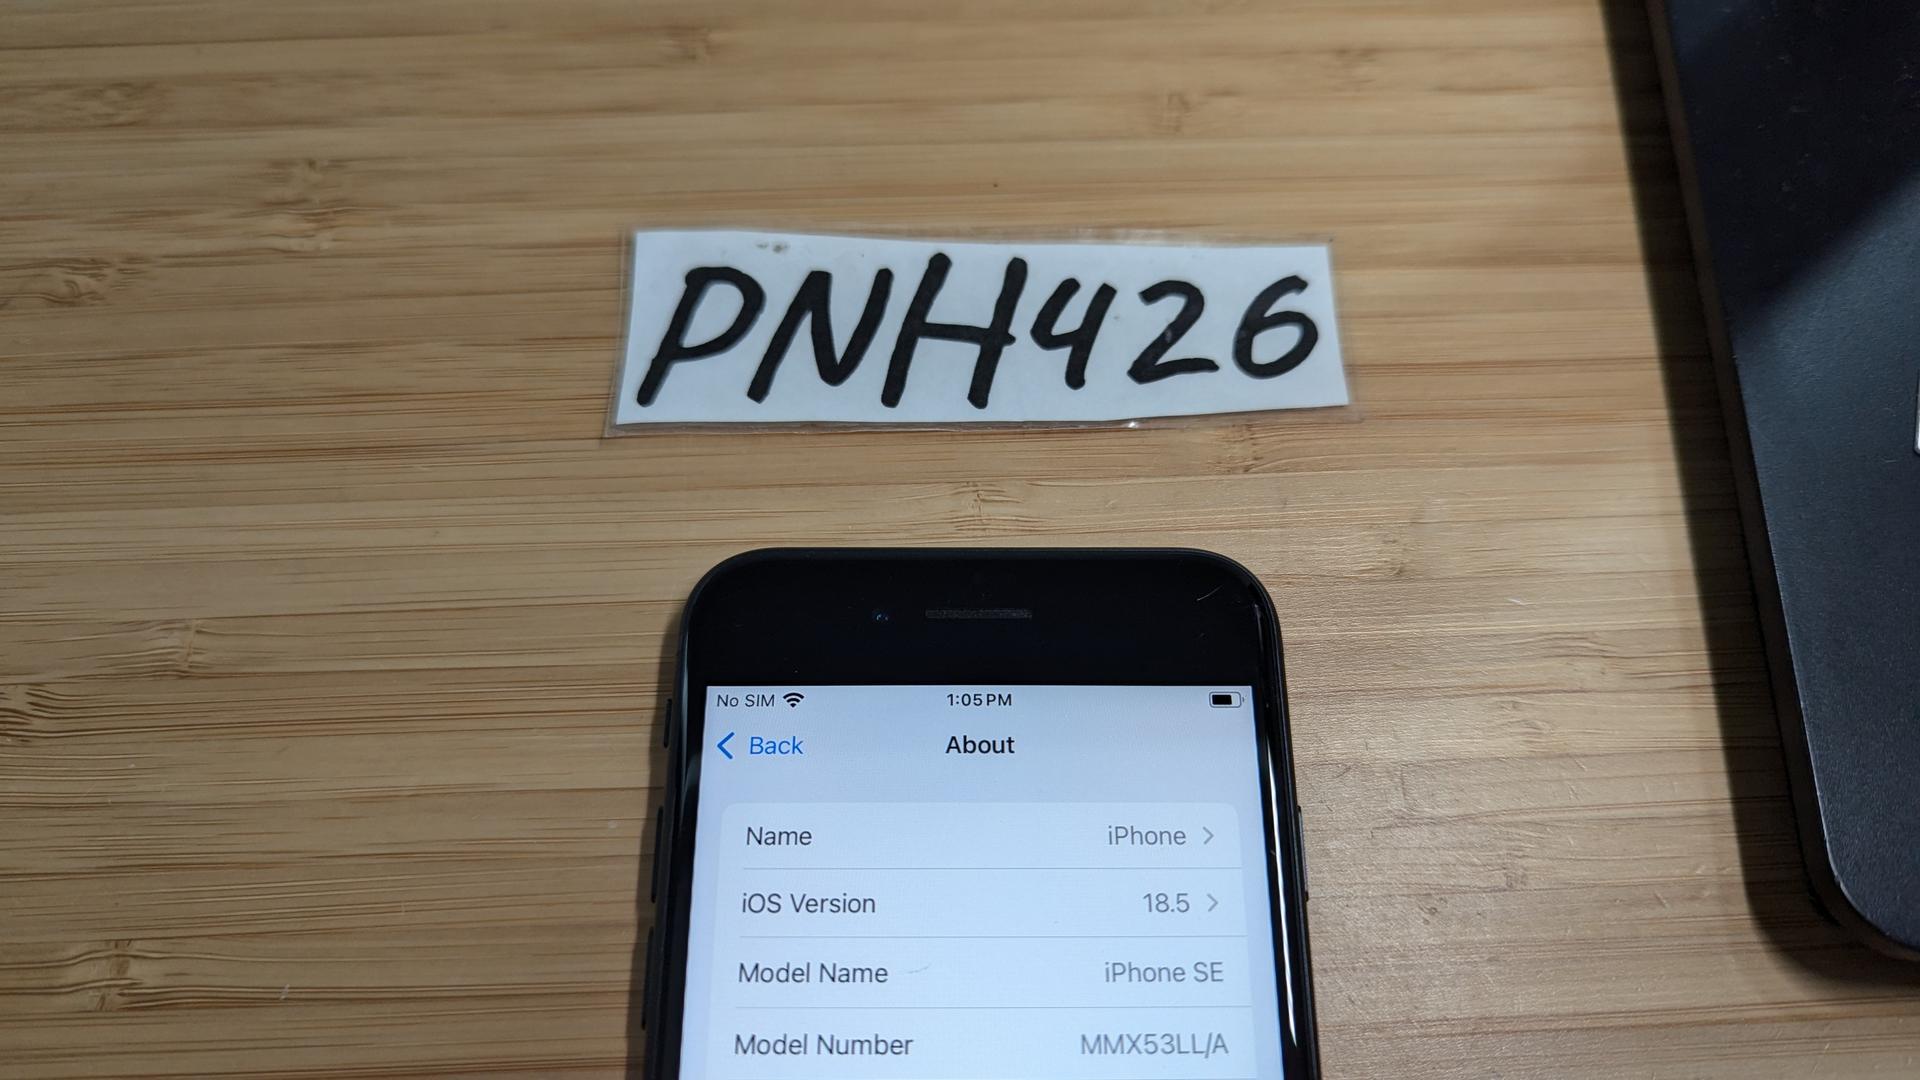 PNH426
No SIM 1:05 PM
Back About
Name iPhone
iOS Version 18.5
Model Name iPhone SE
Model Number MMX53LL/A